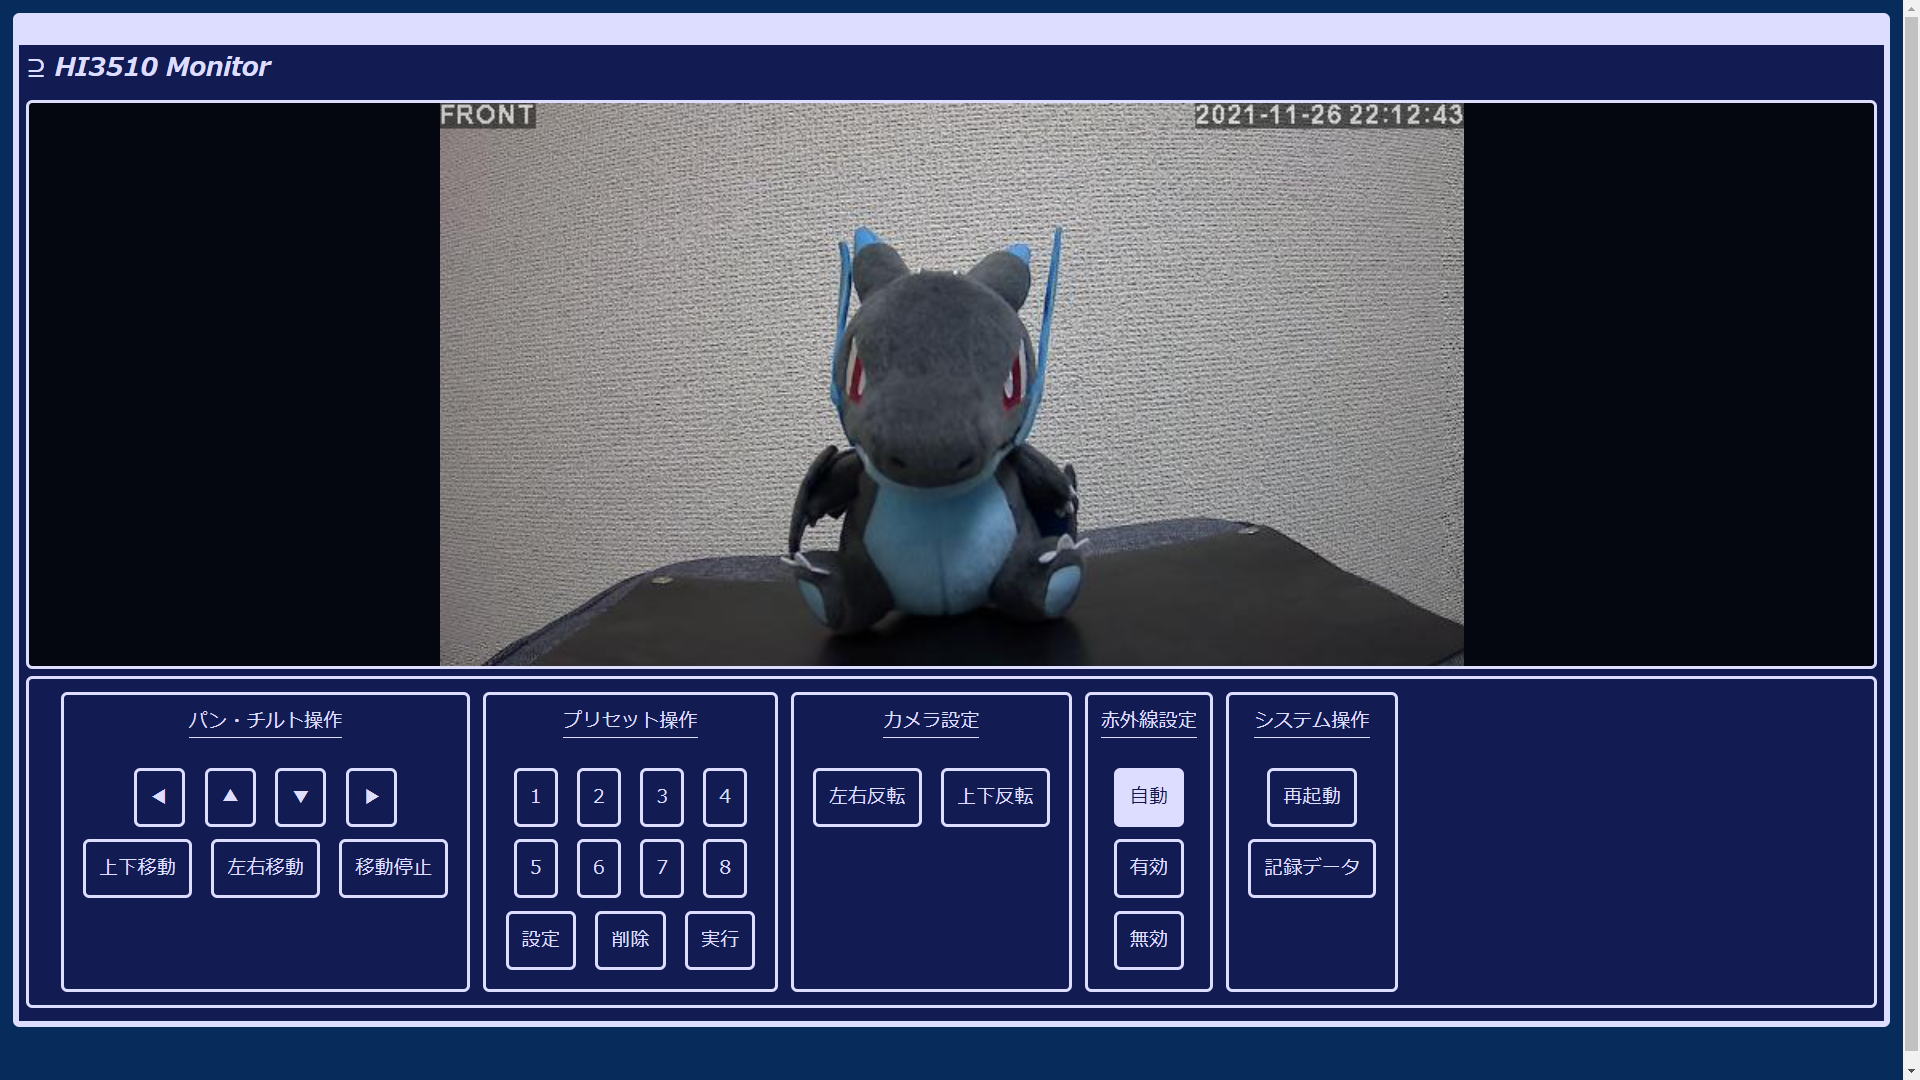 ⊇ HI3510 Monitor
FRONT
2021-11-26 22:12:43
パン・チルト操作
◀ ▲ ▼ ▶
上下移動 左右移動 移動停止
プリセット操作
1 2 3 4
5 6 7 8
設定 削除 実行
カメラ設定
左右反転 上下反転
赤外線設定
自動
有効
無効
システム操作
再起動
記録データ